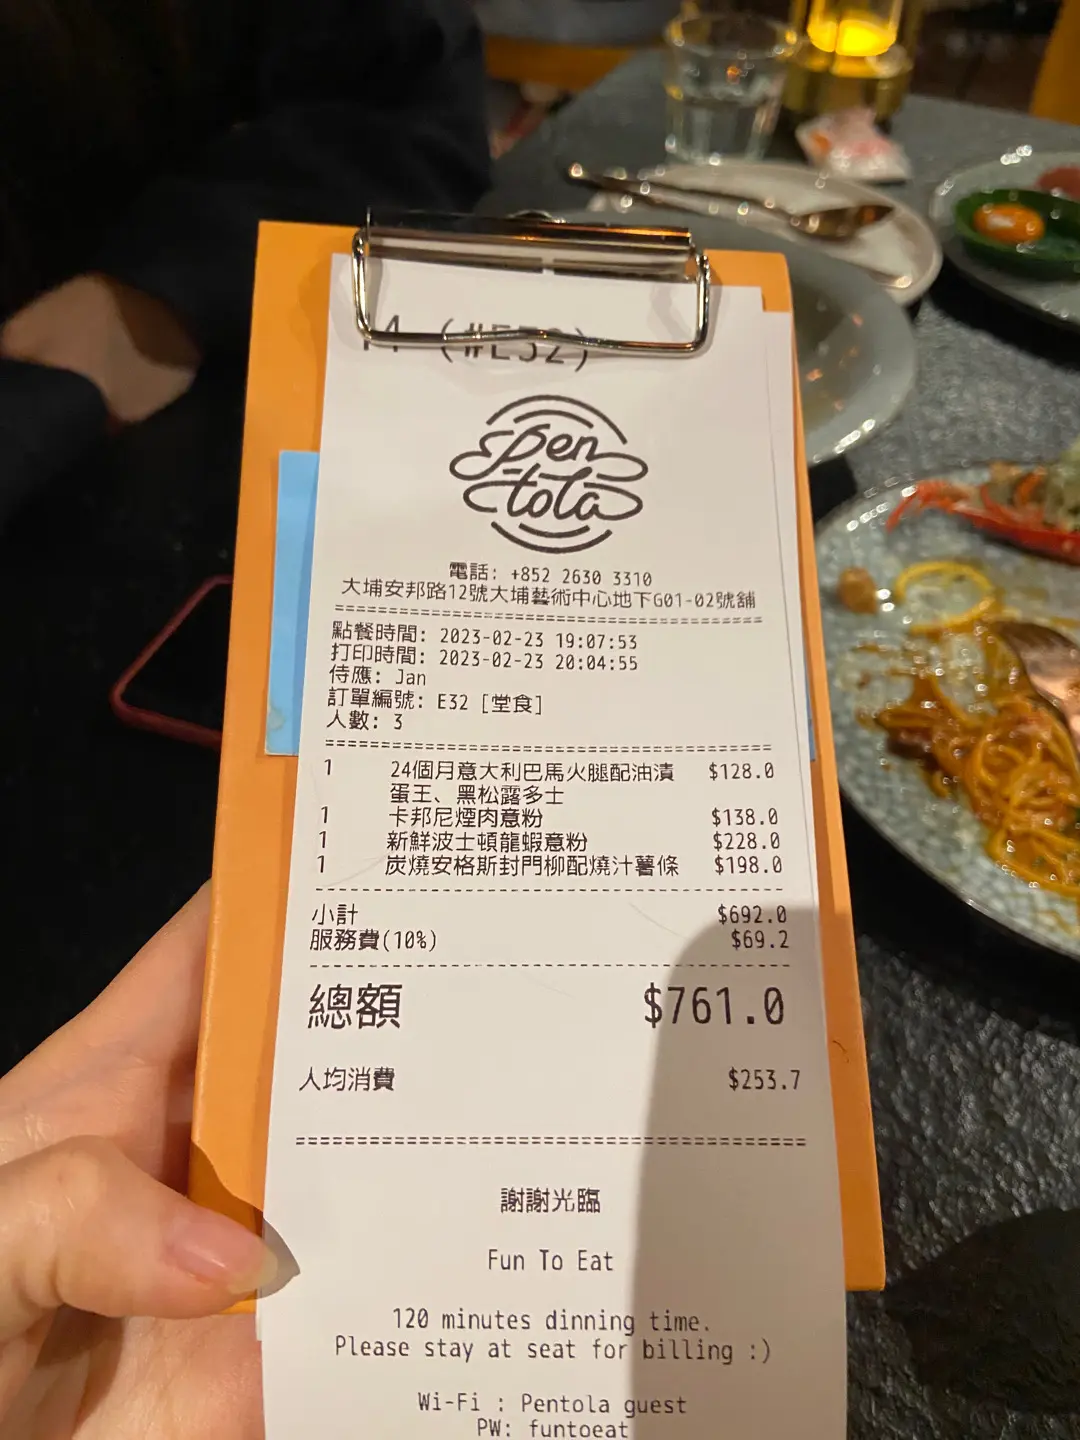 (#E32)
Pen
tola
電話: +852 2630 3310
大埔安邦路12號大埔藝術中心地下G01-02號舖
點餐時間: 2023-02-23 19:07:53
打印時間: 2023-02-23 20:04:55
侍應: Jan
訂單編號: E32 [堂食]
人數: 3
1 24個月意大利巴馬火腿配油漬 $128.0
蛋王、黑松露多士
1 卡邦尼煙肉意粉 $138.0
1 新鮮波士頓龍蝦意粉 $228.0
1 炭燒安格斯封門柳配燒汁薯條 $198.0
小計 $692.0
服務費(10%) $69.2
總額 $761.0
人均消費 $253.7
謝謝光臨
Fun To Eat
120 minutes dinning time.
Please stay at seat for billing :)
Wi-Fi : Pentola guest
PW: funtoeat